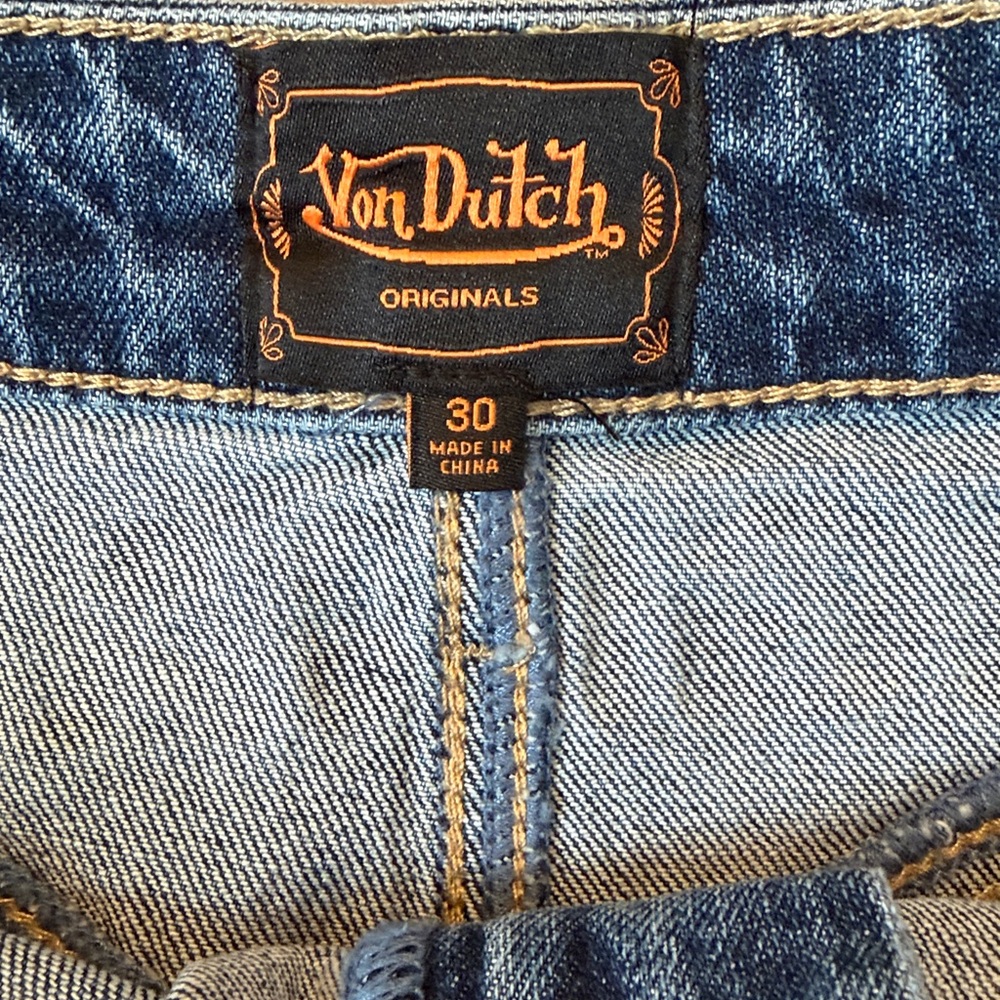 Von Dutch
TM
ORIGINALS
30
MADE IN
CHINA